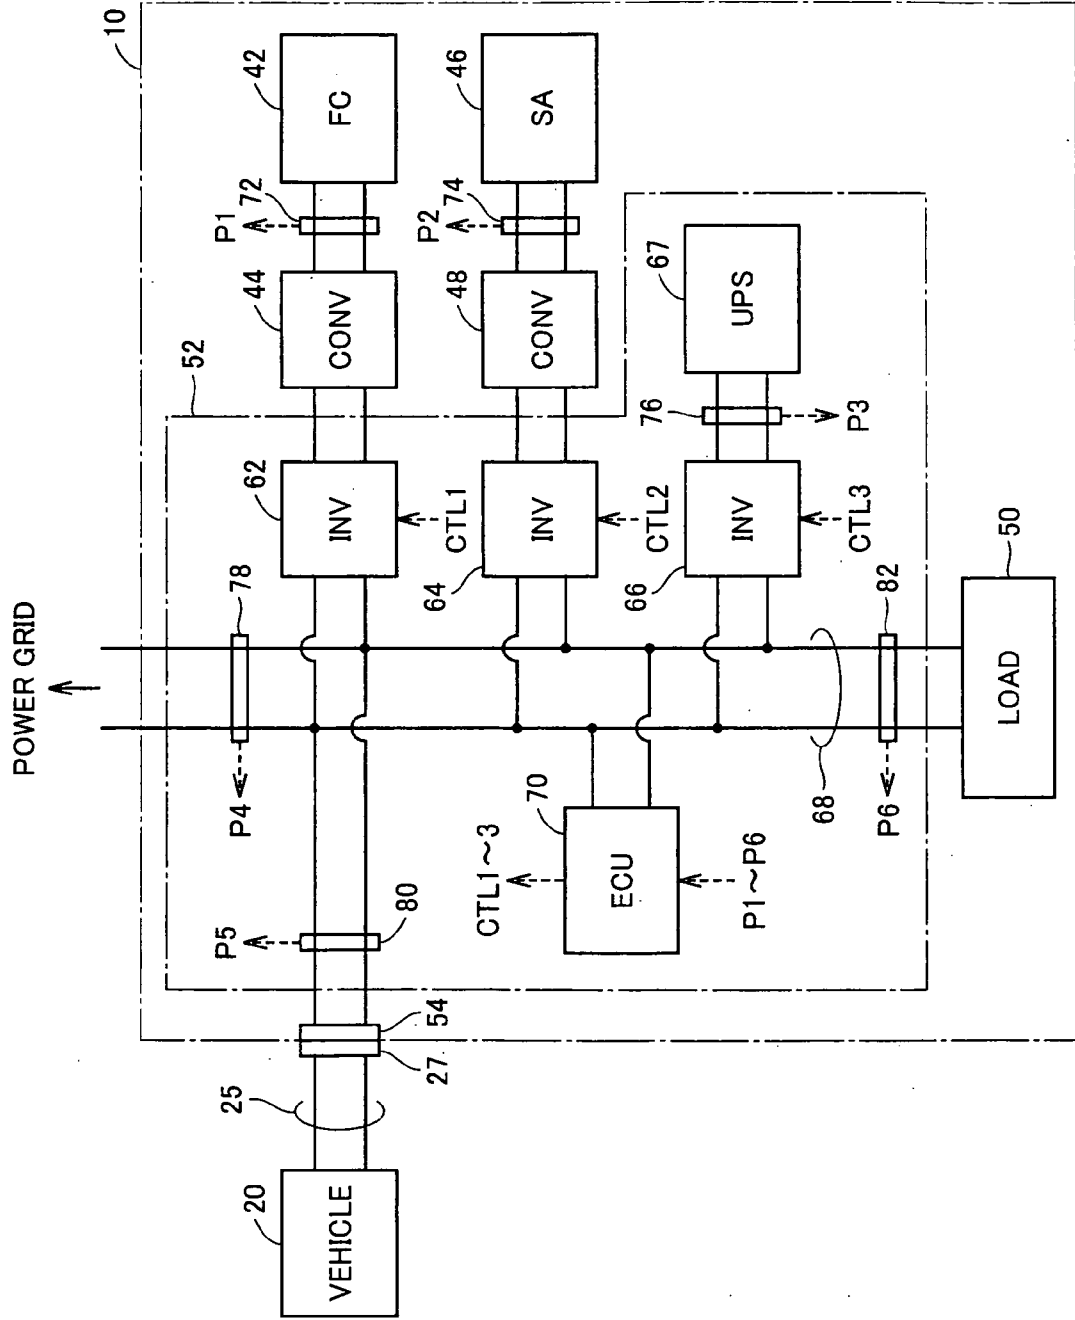 10
POWER GRID
52
42
FC
72
P1
44
CONV
62
INV
CTL1
46
SA
74
P2
48
CONV
64
INV
CTL2
67
UPS
76
P3
66
INV
CTL3
78
P4
P5
80
54
27
25
20
VEHICLE
70
ECU
CTL1~3
P1~P6
68
82
P6
50
LOAD